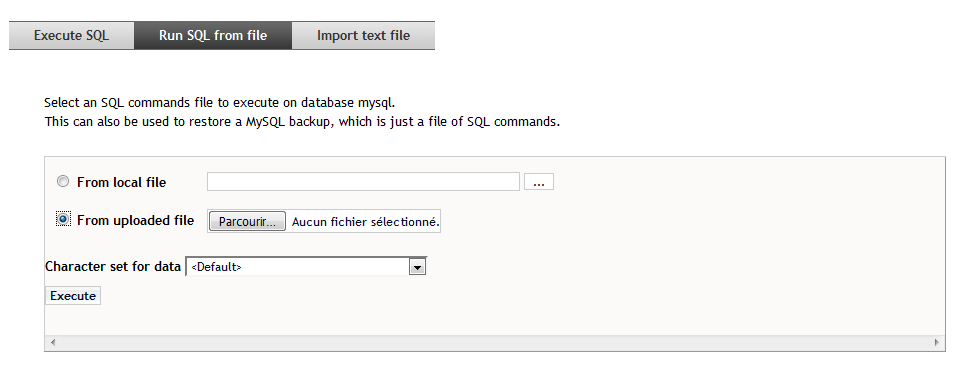 Execute SQL Run SQL from file Import text file
Select an SQL commands file to execute on database mysql.
This can also be used to restore a MySQL backup, which is just a file of SQL commands.
From local file ...
From uploaded file Parcourir... Aucun fichier sélectionné.
Character set for data <Default>
Execute